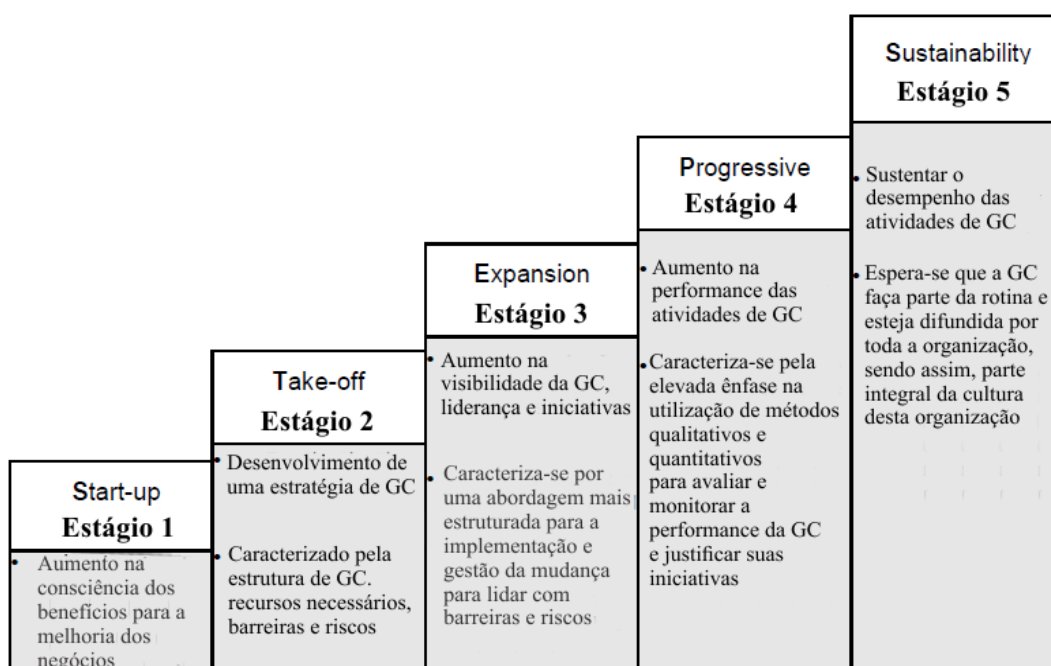 Start-up
Estágio 1
• Aumento na
consciência dos
benefícios para a
melhoria dos
negócios
Take-off
Estágio 2
• Desenvolvimento de
uma estratégia de GC
• Caracterizado pela
estrutura de GC.
recursos necessários,
barreiras e riscos
Expansion
Estágio 3
• Aumento na
visibilidade da GC,
liderança e iniciativas
• Caracteriza-se por
uma abordagem mais
estruturada para a
implementação e
gestão da mudança
para lidar com
barreiras e riscos
Progressive
Estágio 4
• Aumento na
performance das
atividades de GC
• Caracteriza-se pela
elevada ênfase na
utilização de métodos
qualitativos e
quantitativos
para avaliar e
monitorar a
performance da GC
e justificar suas
iniciativas
Sustainability
Estágio 5
• Sustentar o
desempenho das
atividades de GC
• Espera-se que a GC
faça parte da rotina e
esteja difundida por
toda a organização,
sendo assim, parte
integral da cultura
desta organização